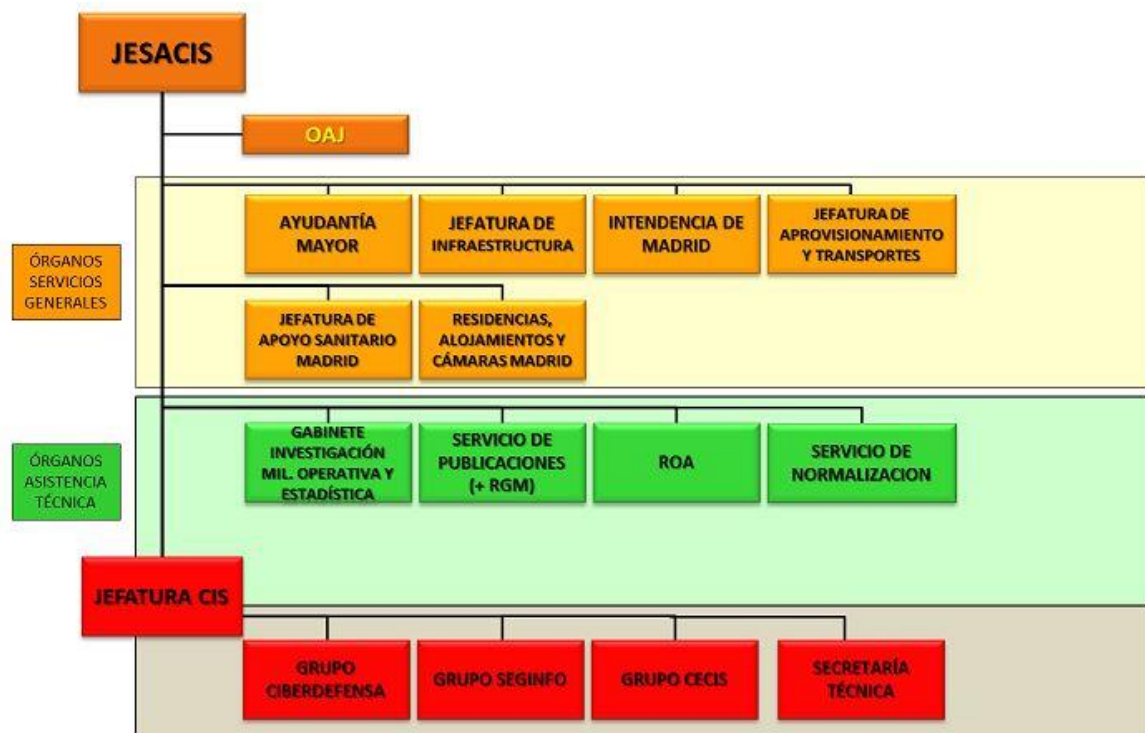 JESACIS
OAJ
ÓRGANOS
SERVICIOS
GENERALES
AYUDANTÍA
MAYOR
JEFATURA DE
INFRAESTRUCTURA
INTENDENCIA DE
MADRID
JEFATURA DE
APROVISIONAMIENTO
Y TRANSPORTES
JEFATURA DE
APOYO SANITARIO
MADRID
RESIDENCIAS,
ALOJAMIENTOS Y
CÁMARAS MADRID
ÓRGANOS
ASISTENCIA
TÉCNICA
GABINETE
INVESTIGACIÓN
MIL. OPERATIVA Y
ESTADÍSTICA
SERVICIO DE
PUBLICACIONES
(+ RGM)
ROA
SERVICIO DE
NORMALIZACION
JEFATURA CIS
GRUPO
CIBERDEFENSA
GRUPO SEGINFO
GRUPO CECIS
SECRETARÍA
TÉCNICA